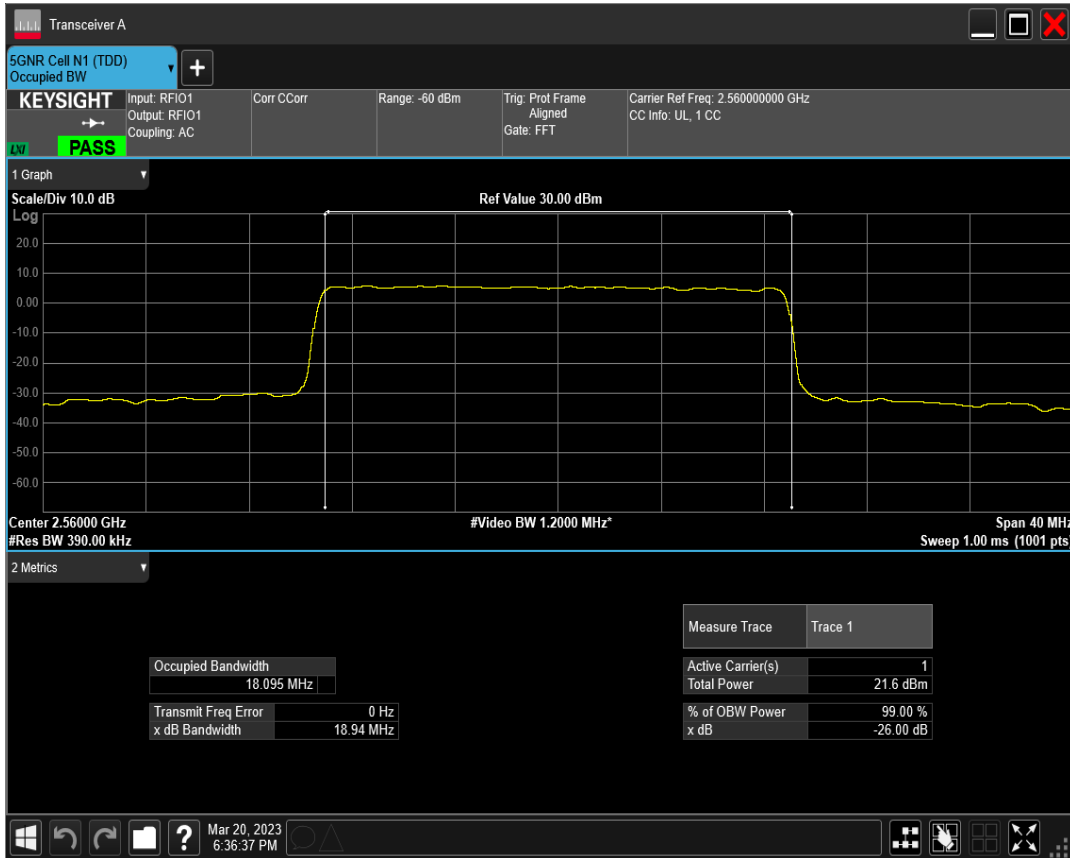 Transceiver A
5GNR Cell N1 (TDD)
Occupied BW
+
KEYSIGHT
LXI
PASS
Input: RFIO1
Output: RFIO1
Coupling: AC
Corr CCorr
Range: -60 dBm
Trig: Prot Frame
Aligned
Gate: FFT
Carrier Ref Freq: 2.560000000 GHz
CC Info: UL, 1 CC
1 Graph
Scale/Div 10.0 dB
Ref Value 30.00 dBm
Log
20.0
10.0
0.00
-10.0
-20.0
-30.0
-40.0
-50.0
-60.0
Center 2.56000 GHz
#Video BW 1.2000 MHz*
Span 40 MHz
#Res BW 390.00 kHz
Sweep 1.00 ms (1001 pts)
2 Metrics
Measure Trace Trace 1
Occupied Bandwidth
18.095 MHz
Active Carrier(s) 1
Total Power 21.6 dBm
Transmit Freq Error 0 Hz
x dB Bandwidth 18.94 MHz
% of OBW Power 99.00 %
x dB -26.00 dB
?
Mar 20, 2023
6:36:37 PM